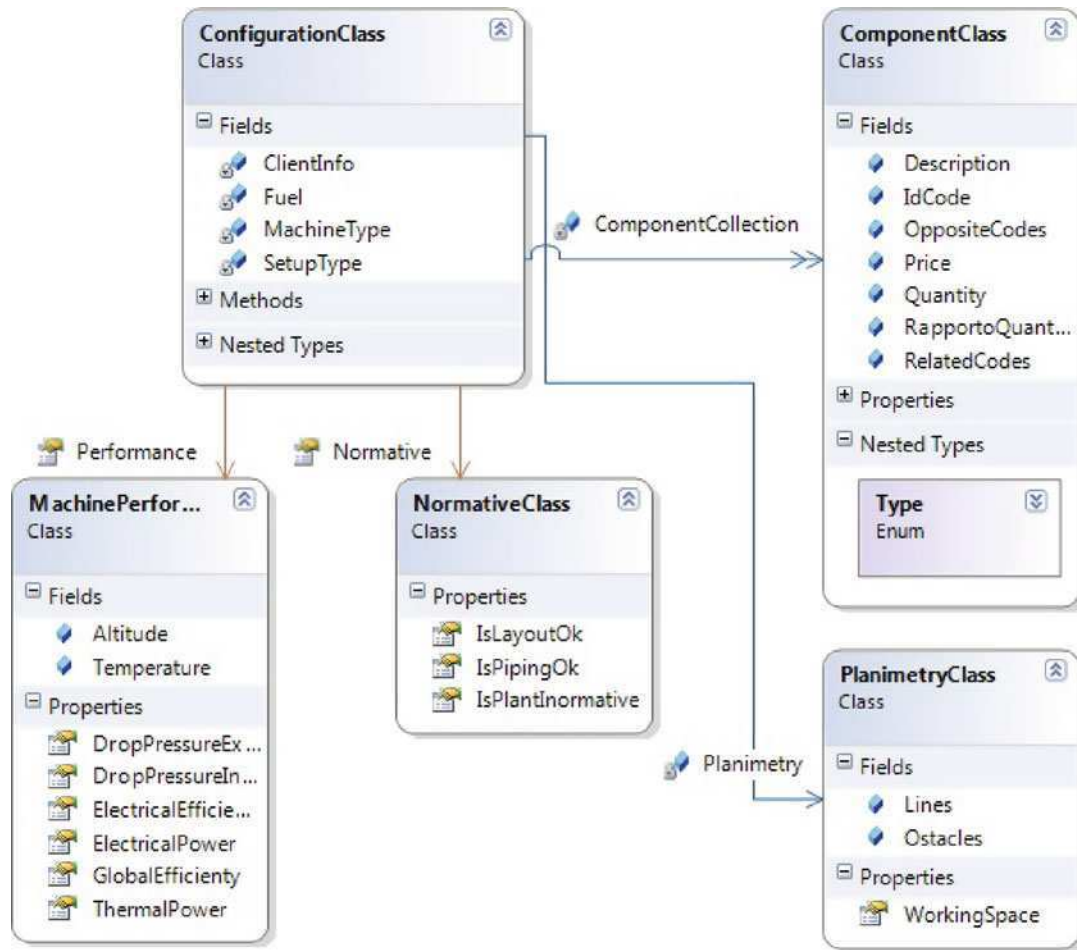 ConfigurationClass
Class
Fields
ClientInfo
Fuel
MachineType
SetupType
Methods
Nested Types
ComponentCollection
ComponentClass
Class
Fields
Description
IdCode
OppositeCodes
Price
Quantity
RapportoQuant...
RelatedCodes
Properties
Nested Types
Type
Enum
Performance
Normative
MachinePerfor...
Class
Fields
Altitude
Temperature
Properties
DropPressureEx...
DropPressureIn...
ElectricalEfficie...
ElectricalPower
GlobalEfficienty
ThermalPower
NormativeClass
Class
Properties
IsLayoutOk
IsPipingOk
IsPlantInormative
Planimetry
PlanimetryClass
Class
Fields
Lines
Ostacles
Properties
WorkingSpace